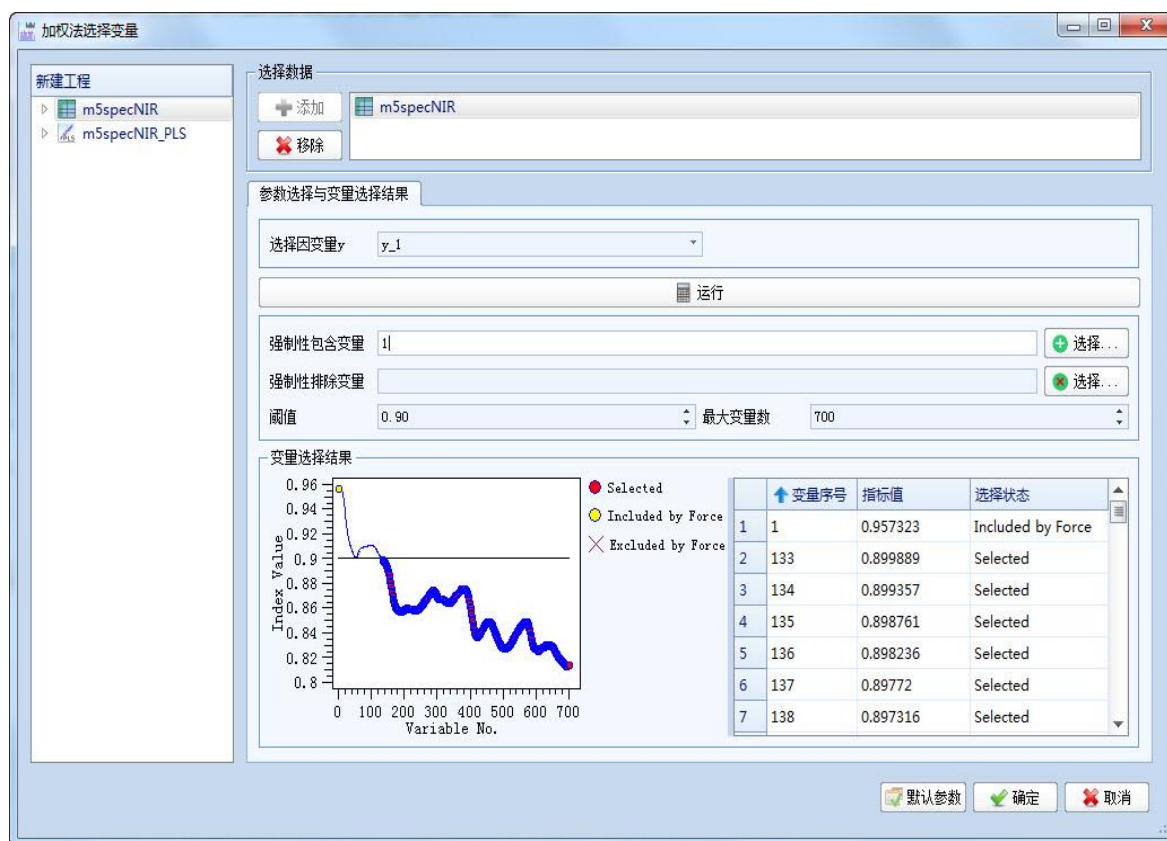 加权法选择变量
新建工程
m5specNIR
m5specNIR_PLS
选择数据
添加
m5specNIR
移除
参数选择与变量选择结果
选择因变量y y_1
运行
强制性包含变量 1 选择...
强制性排除变量 选择...
阈值 0.90 最大变量数 700
变量选择结果
0.96
0.94
0.92
0.9
0.88
0.86
0.84
0.82
0.8
Index Value
0 100 200 300 400 500 600 700
Variable No.
Selected
Included by Force
Excluded by Force
变量序号 指标值 选择状态
1 1 0.957323 Included by Force
2 133 0.899889 Selected
3 134 0.899357 Selected
4 135 0.898761 Selected
5 136 0.898236 Selected
6 137 0.89772 Selected
7 138 0.897316 Selected
默认参数 确定 取消